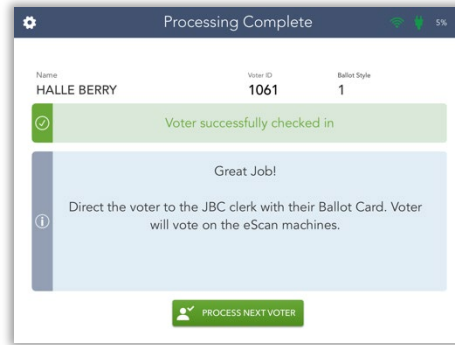 Processing Complete
5%
Name Voter ID Ballot Style
HALLE BERRY 1061 1
Voter successfully checked in
Great Job!
Direct the voter to the JBC clerk with their Ballot Card. Voter
will vote on the eScan machines.
PROCESS NEXT VOTER